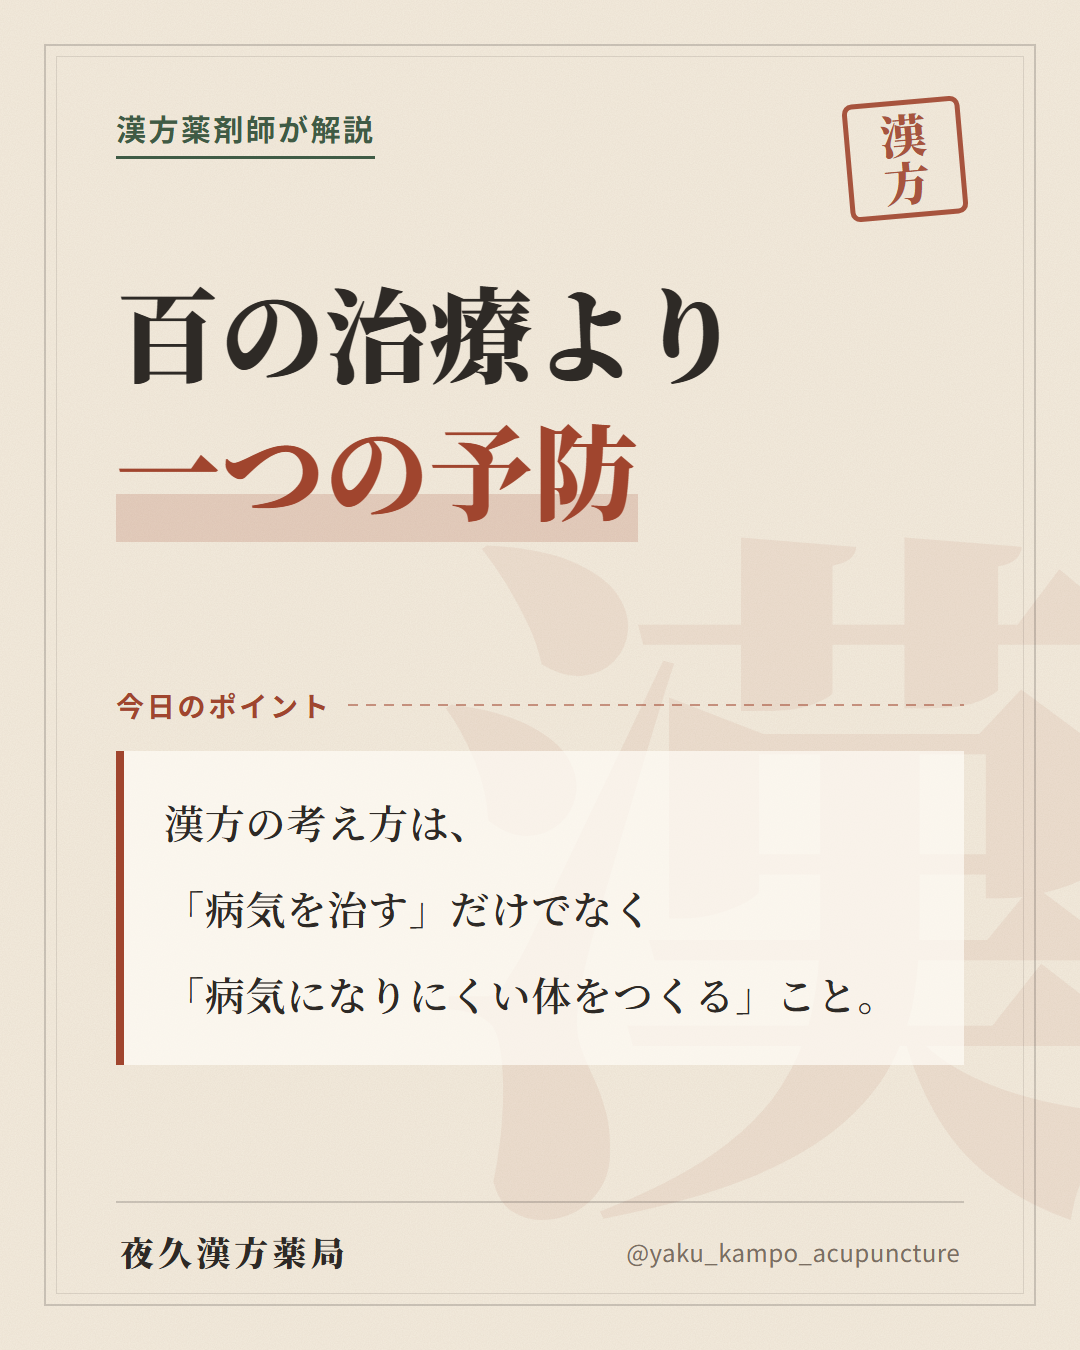 漢方薬剤師が解説
漢方
百の治療より
一つの予防
今日のポイント
漢方の考え方は、
「病気を治す」だけでなく
「病気になりにくい体をつくる」こと。
漢
夜久漢方薬局
@yaku_kampo_acupuncture